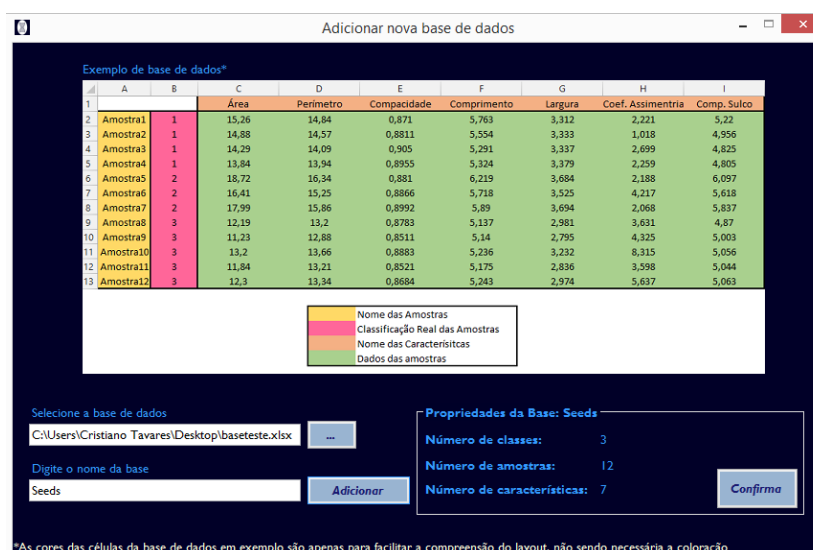 Adicionar nova base de dados
Exemplo de base de dados*
A B C D E F G H I
1 Área Perímetro Compacidade Comprimento Largura Coef. Assimentria Comp. Sulco
2 Amostra1 1 15,26 14,84 0,871 5,763 3,312 2,221 5,22
3 Amostra2 1 14,88 14,57 0,8811 5,554 3,333 1,018 4,956
4 Amostra3 1 14,29 14,09 0,905 5,291 3,337 2,699 4,825
5 Amostra4 1 13,84 13,94 0,8955 5,324 3,379 2,259 4,805
6 Amostra5 2 18,72 16,34 0,881 6,219 3,684 2,188 6,097
7 Amostra6 2 16,41 15,25 0,8866 5,718 3,525 4,217 5,618
8 Amostra7 2 17,99 15,86 0,8992 5,89 3,694 2,068 5,837
9 Amostra8 3 12,19 13,2 0,8783 5,137 2,981 3,631 4,87
10 Amostra9 3 11,23 12,88 0,8511 5,14 2,795 4,325 5,003
11 Amostra10 3 13,2 13,66 0,8883 5,236 3,232 8,315 5,056
12 Amostra11 3 11,84 13,21 0,8521 5,175 2,836 3,598 5,044
13 Amostra12 3 12,3 13,34 0,8684 5,243 2,974 5,637 5,063
Nome das Amostras
Classificação Real das Amostras
Nome das Caracterísitcas
Dados das amostras
Selecione a base de dados
C:\Users\Cristiano Tavares\Desktop\baseteste.xlsx ...
Digite o nome da base
Seeds Adicionar
Propriedades da Base: Seeds
Número de classes: 3
Número de amostras: 12
Número de características: 7
Confirma
*As cores das células da base de dados em exemplo são apenas para facilitar a compreensão do layout, não sendo necessária a coloração